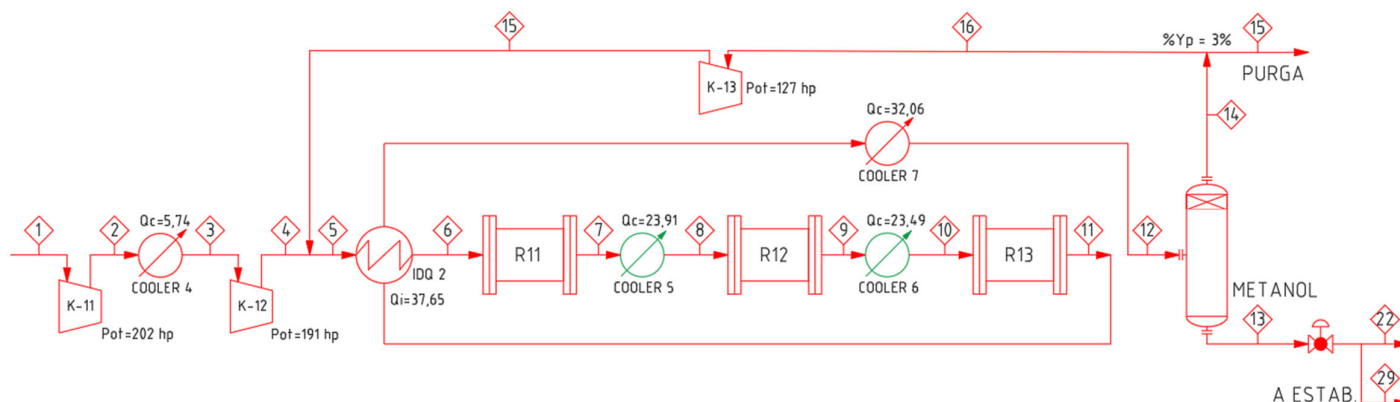 15
16
%Yp = 3%
15
PURGA
K-13
Pot=127 hp
14
Qc=32,06
COOLER 7
1
2
Qc=5,74
3
4
5
6
7
Qc=23,91
8
9
Qc=23,49
10
11
12
R11
R12
R13
IDQ 2
COOLER 4
COOLER 5
COOLER 6
Qi=37,65
K-11
K-12
Pot=202 hp
Pot=191 hp
METANOL
13
22
A ESTAB.
29